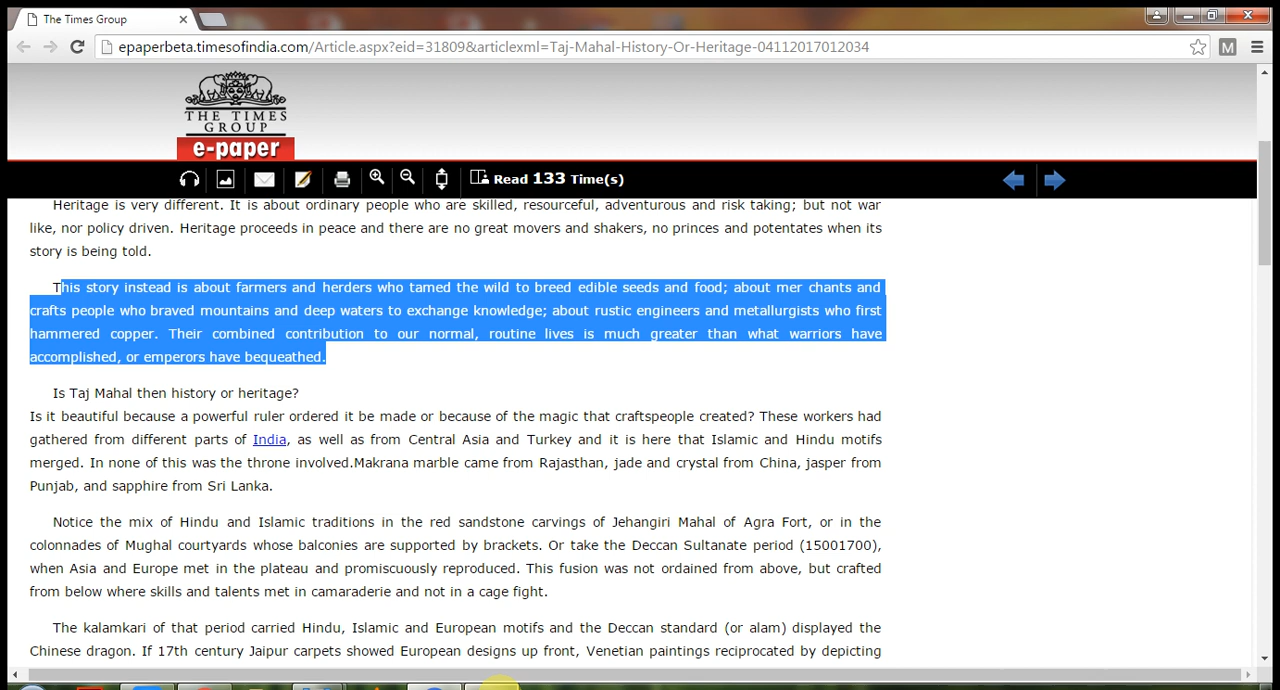 The Times Group
epaperbeta.timesofindia.com/Article.aspx?eid=31809&articlexml=Taj-Mahal-History-Or-Heritage-04112017012034
M
THE TIMES
GROUP
e-paper
Read 133 Time(s)
Heritage is very different. It is about ordinary people who are skilled, resourceful, adventurous and risk taking; but not war
like, nor policy driven. Heritage proceeds in peace and there are no great movers and shakers, no princes and potentates when its
story is being told.
This story instead is about farmers and herders who tamed the wild to breed edible seeds and food; about mer chants and
crafts people who braved mountains and deep waters to exchange knowledge; about rustic engineers and metallurgists who first
hammered copper. Their combined contribution to our normal, routine lives is much greater than what warriors have
accomplished, or emperors have bequeathed.
Is Taj Mahal then history or heritage?
Is it beautiful because a powerful ruler ordered it be made or because of the magic that craftspeople created? These workers had
gathered from different parts of India, as well as from Central Asia and Turkey and it is here that Islamic and Hindu motifs
merged. In none of this was the throne involved.Makrana marble came from Rajasthan, jade and crystal from China, jasper from
Punjab, and sapphire from Sri Lanka.
Notice the mix of Hindu and Islamic traditions in the red sandstone carvings of Jehangiri Mahal of Agra Fort, or in the
colonnades of Mughal courtyards whose balconies are supported by brackets. Or take the Deccan Sultanate period (15001700),
when Asia and Europe met in the plateau and promiscuously reproduced. This fusion was not ordained from above, but crafted
from below where skills and talents met in camaraderie and not in a cage fight.
The kalamkari of that period carried Hindu, Islamic and European motifs and the Deccan standard (or alam) displayed the
Chinese dragon. If 17th century Jaipur carpets showed European designs up front, Venetian paintings reciprocated by depicting